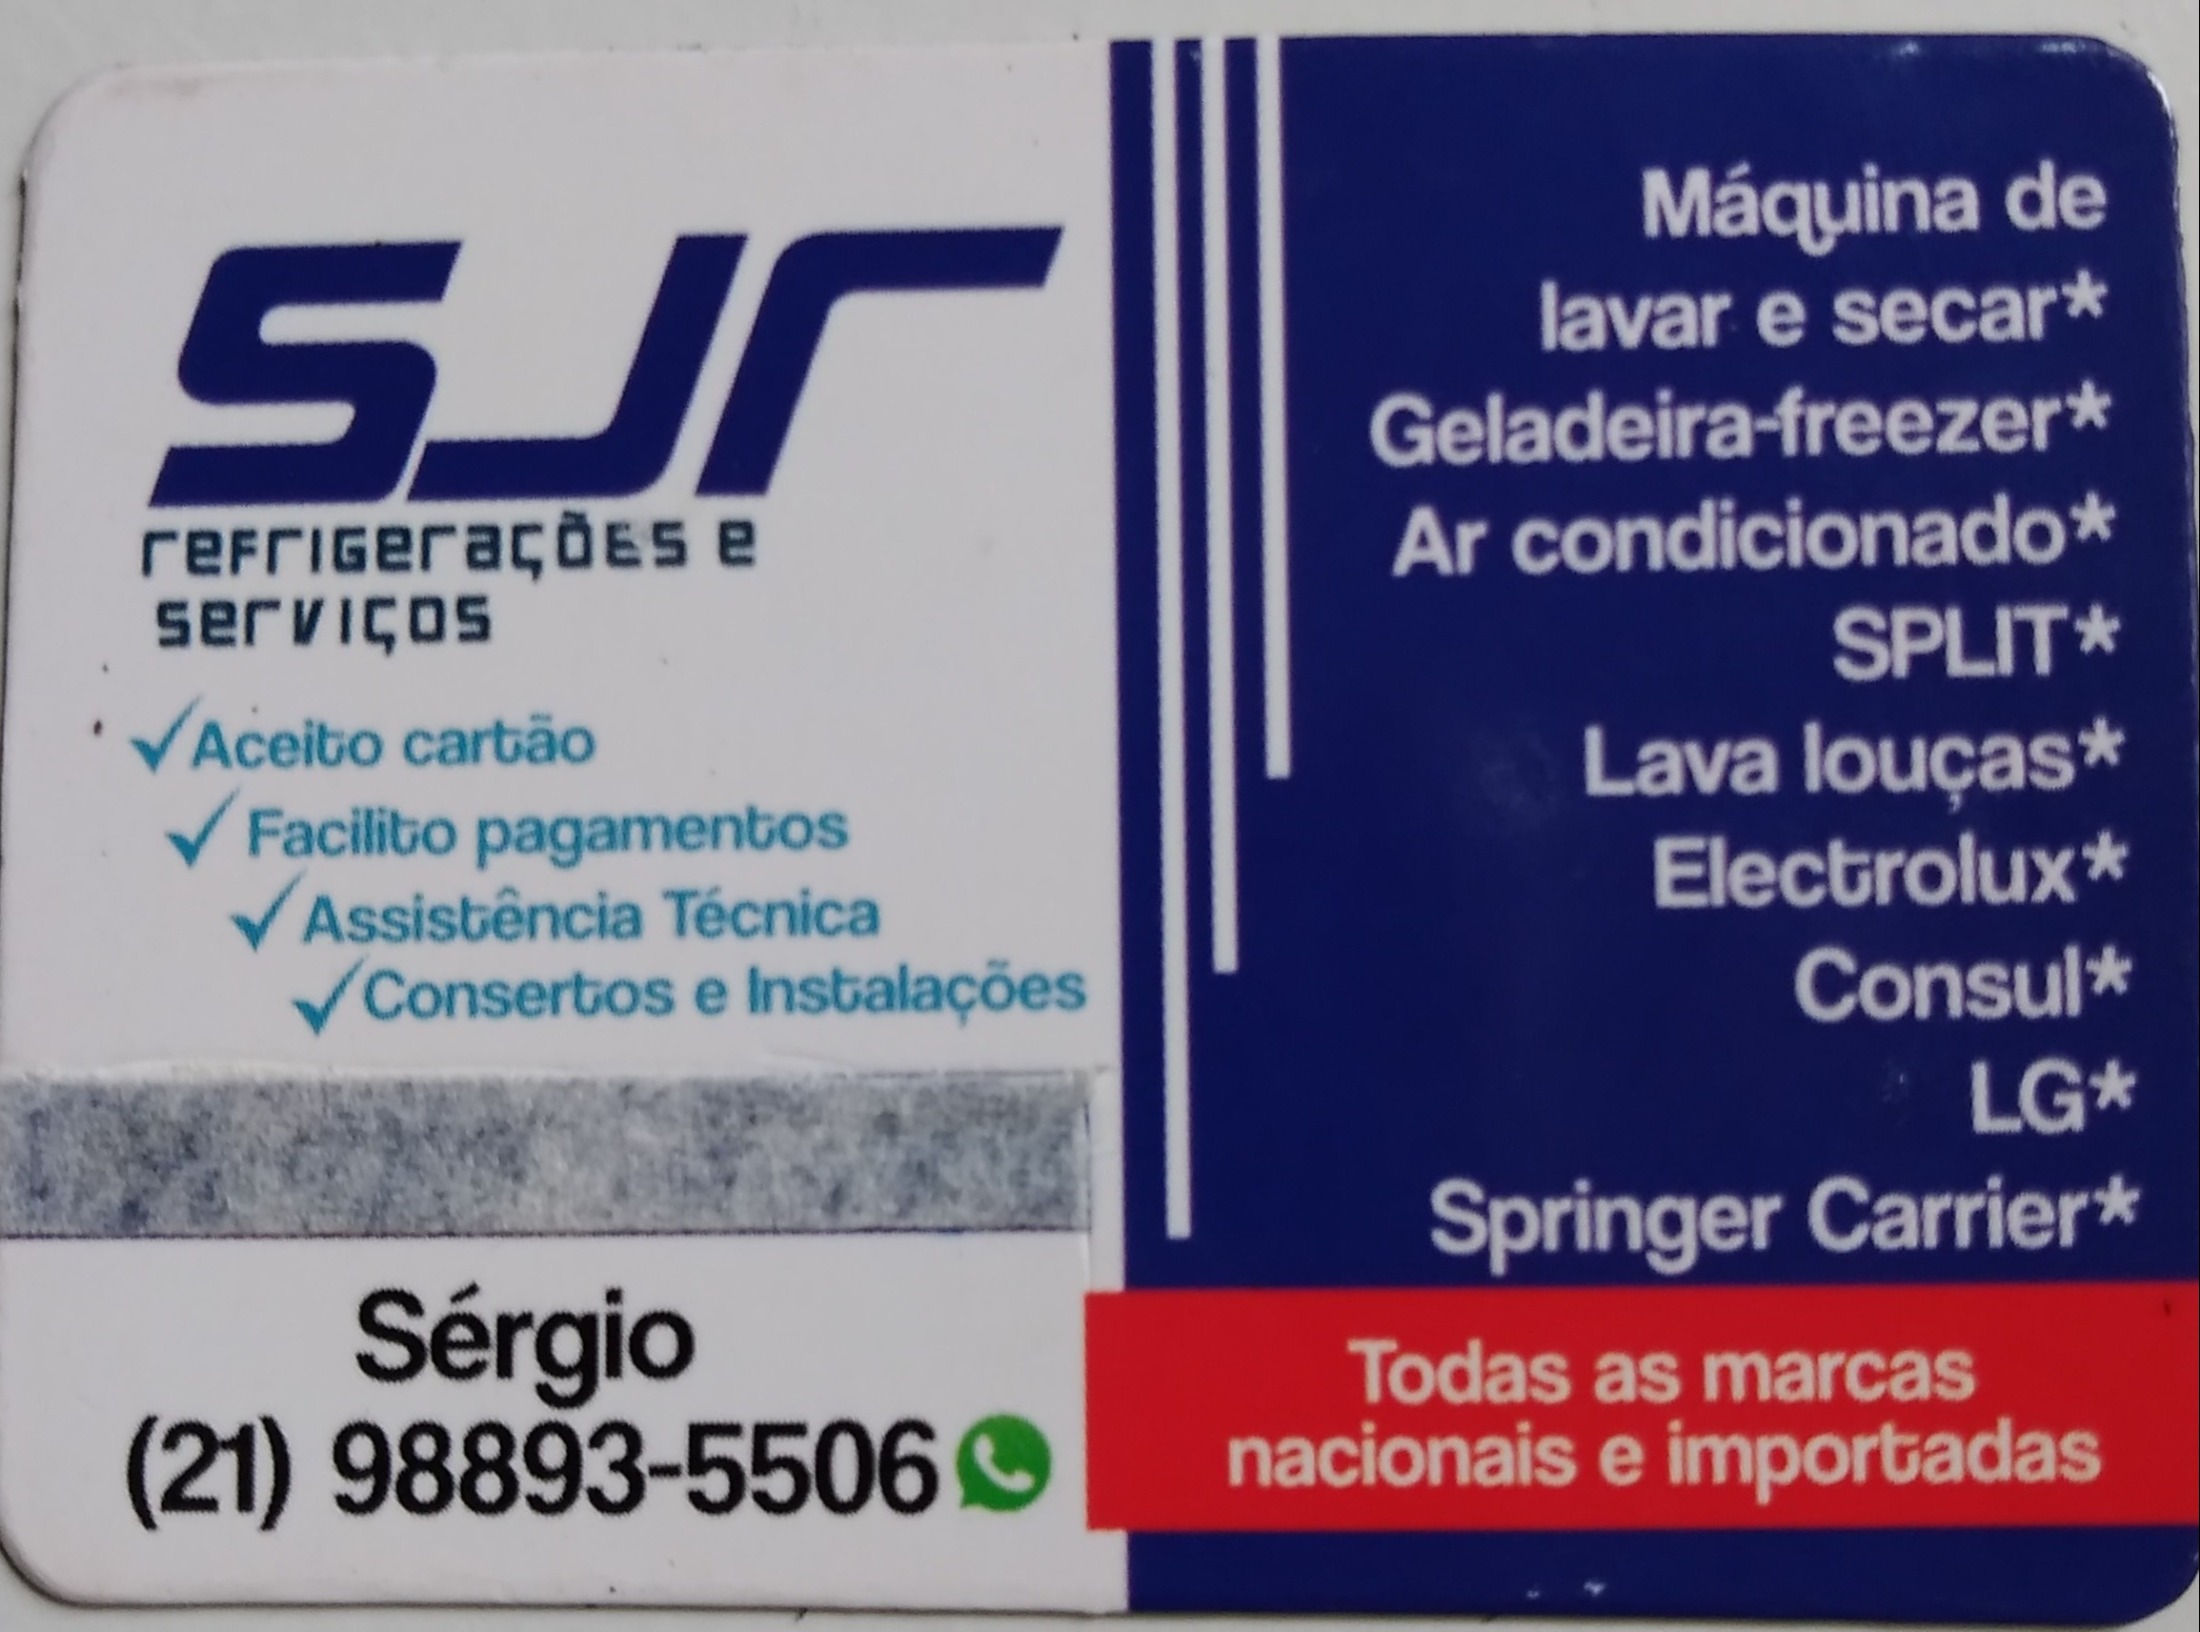 SJr
refrigerações e
serviços
Aceito cartão
Facilito pagamentos
Assistência Técnica
Consertos e Instalações
Sérgio
(21) 98893-5506
Máquina de
lavar e secar*
Geladeira-freezer*
Ar condicionado*
SPLIT*
Lava louças*
Electrolux*
Consul*
LG*
Springer Carrier*
Todas as marcas
nacionais e importadas